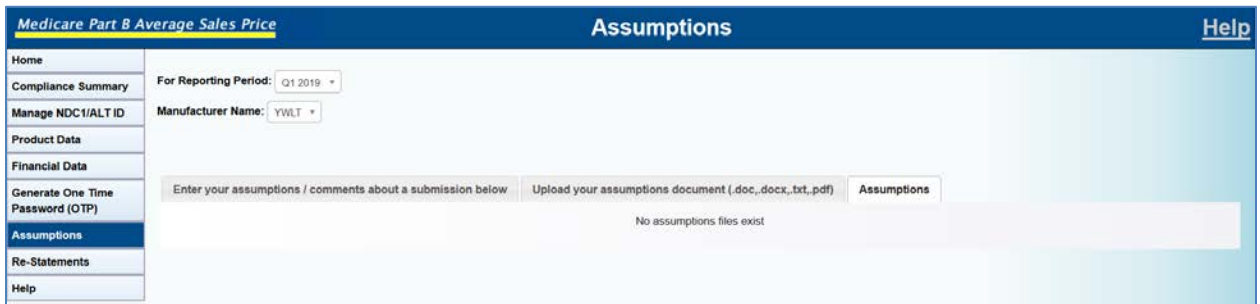 Medicare Part B Average Sales Price
Assumptions
Help
Home
Compliance Summary
Manage NDC1/ALT ID
Product Data
Financial Data
Generate One Time
Password (OTP)
Assumptions
Re-Statements
Help
For Reporting Period: Q1 2019
Manufacturer Name: YWLT
Enter your assumptions / comments about a submission below
Upload your assumptions document (.doc,.docx,.txt,.pdf)
Assumptions
No assumptions files exist